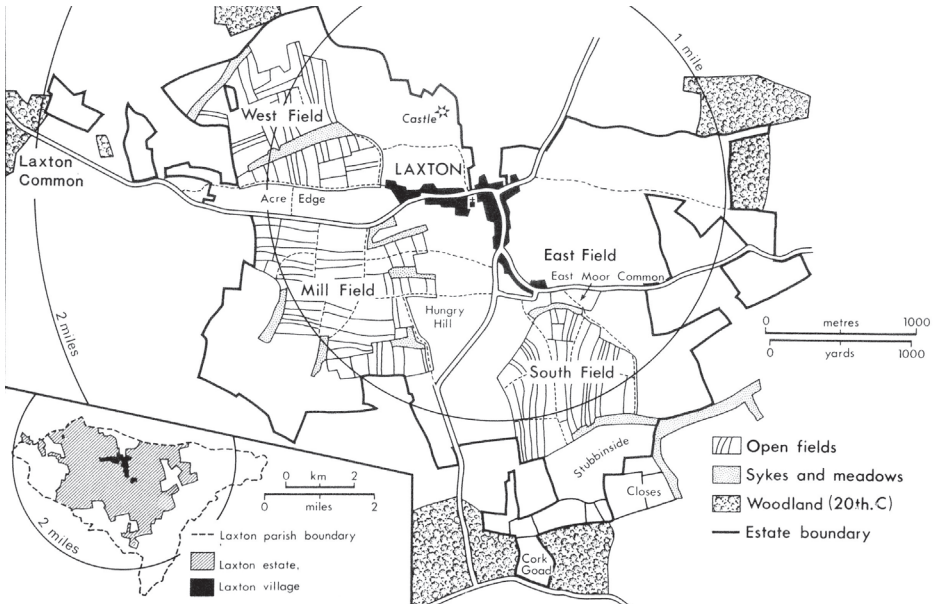 1 mile
West Field
Castle
Laxton
Common
LAXTON
Acre Edge
East Field
East Moor Common
Mill Field
Hungry
Hill
2 miles
0 metres 1000
0 yards 1000
South Field
Stubbinside
Closes
Cork
Goad
Open fields
Sykes and meadows
Woodland (20th.C)
Estate boundary
0 km 2
0 miles 2
2 miles
Laxton parish boundary
Laxton estate,
Laxton village